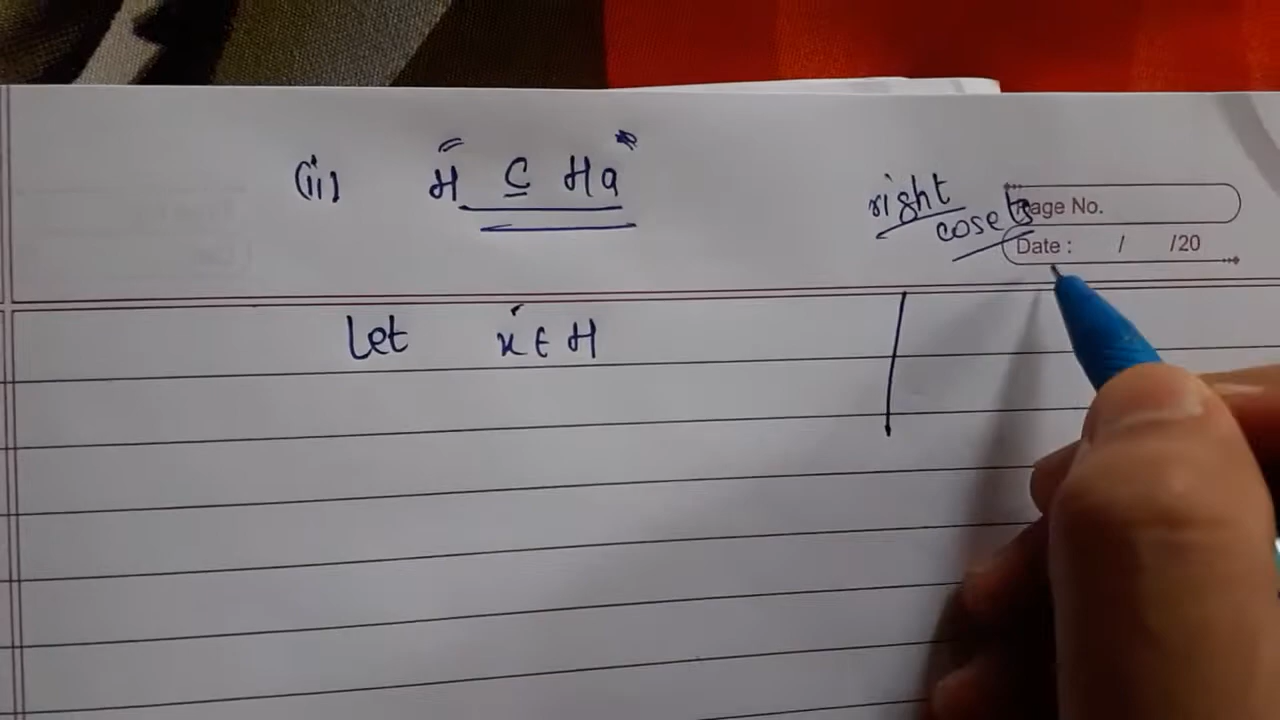 (ii) H ⊆ Ha
right
cosets
Page No.
Date : / /20
Let x ∈ H